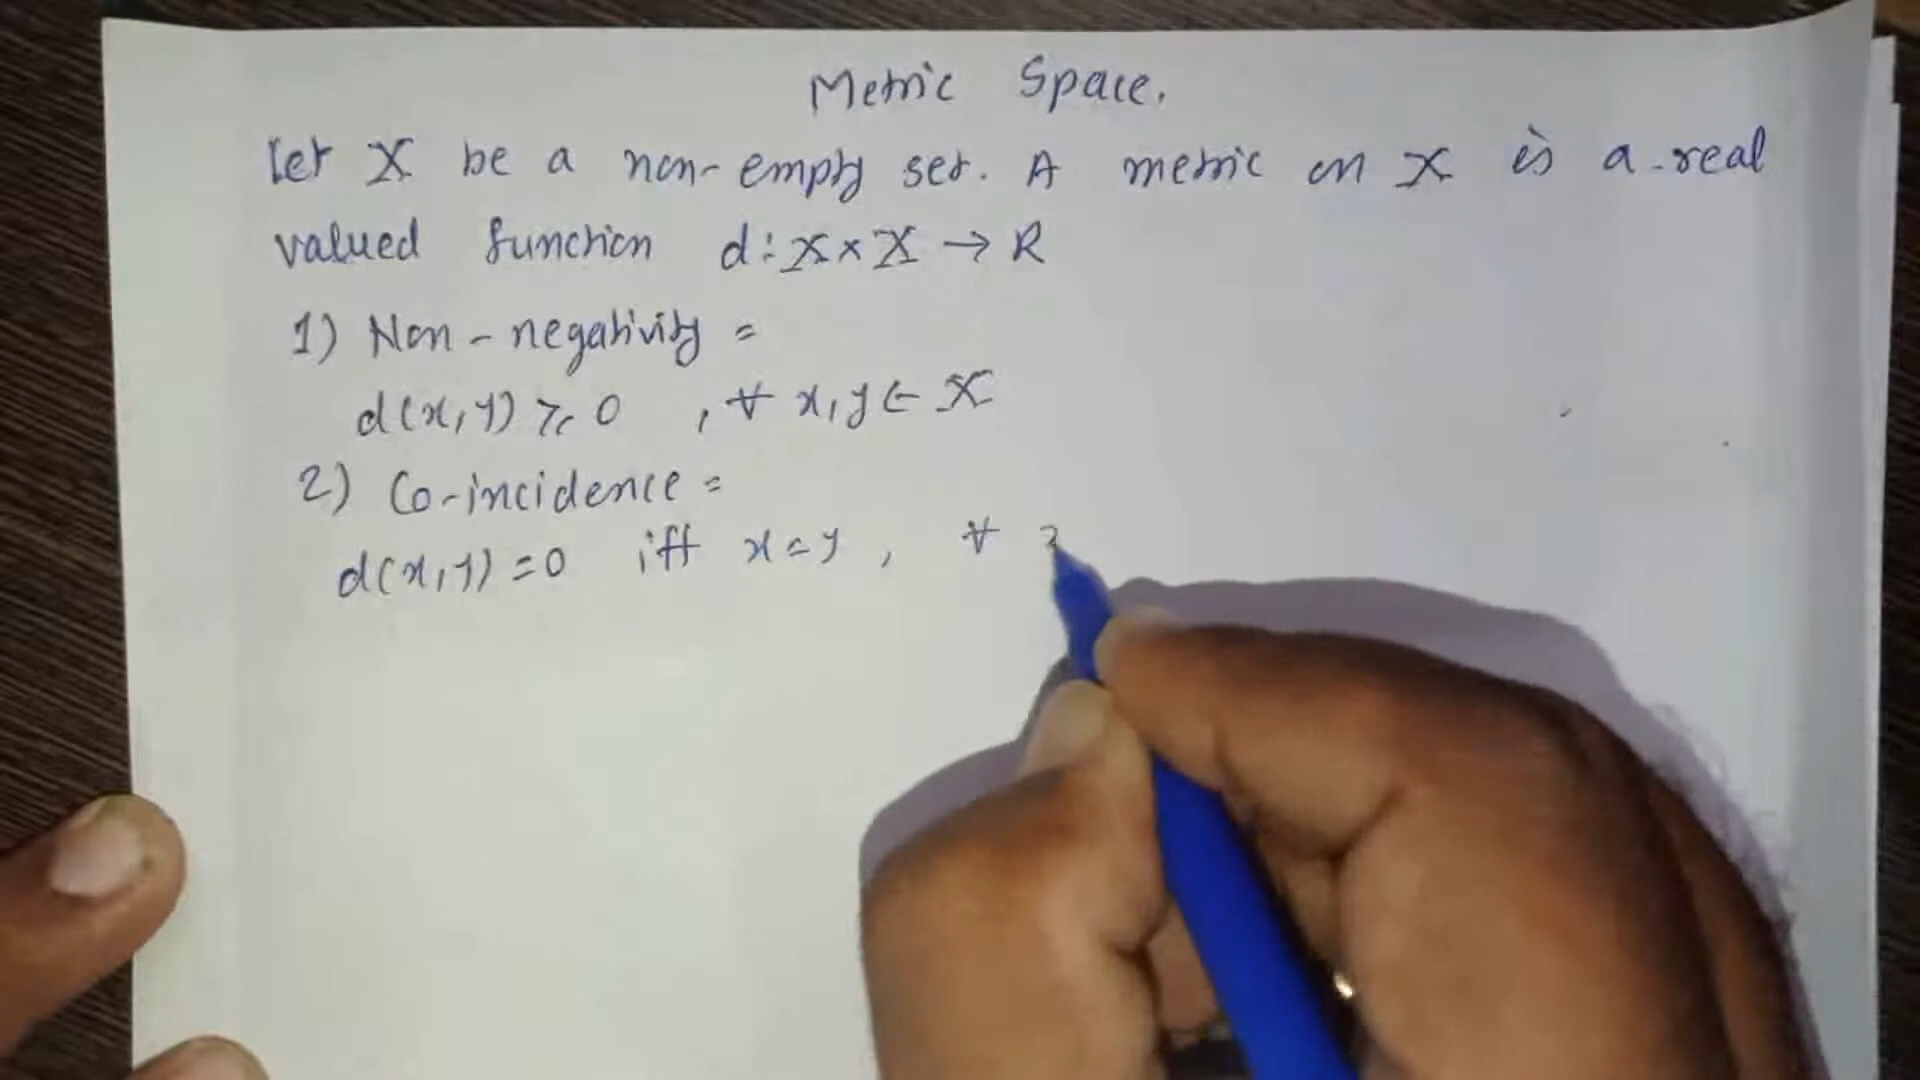 Metric Space.
Let X be a non-empty set. A metric on X is a real
valued function d: X × X → R
1) Non-negativity =
d(x, y) ≥ 0 , ∀ x, y ∈ X
2) Co-incidence =
d(x, y) = 0 iff x = y , ∀